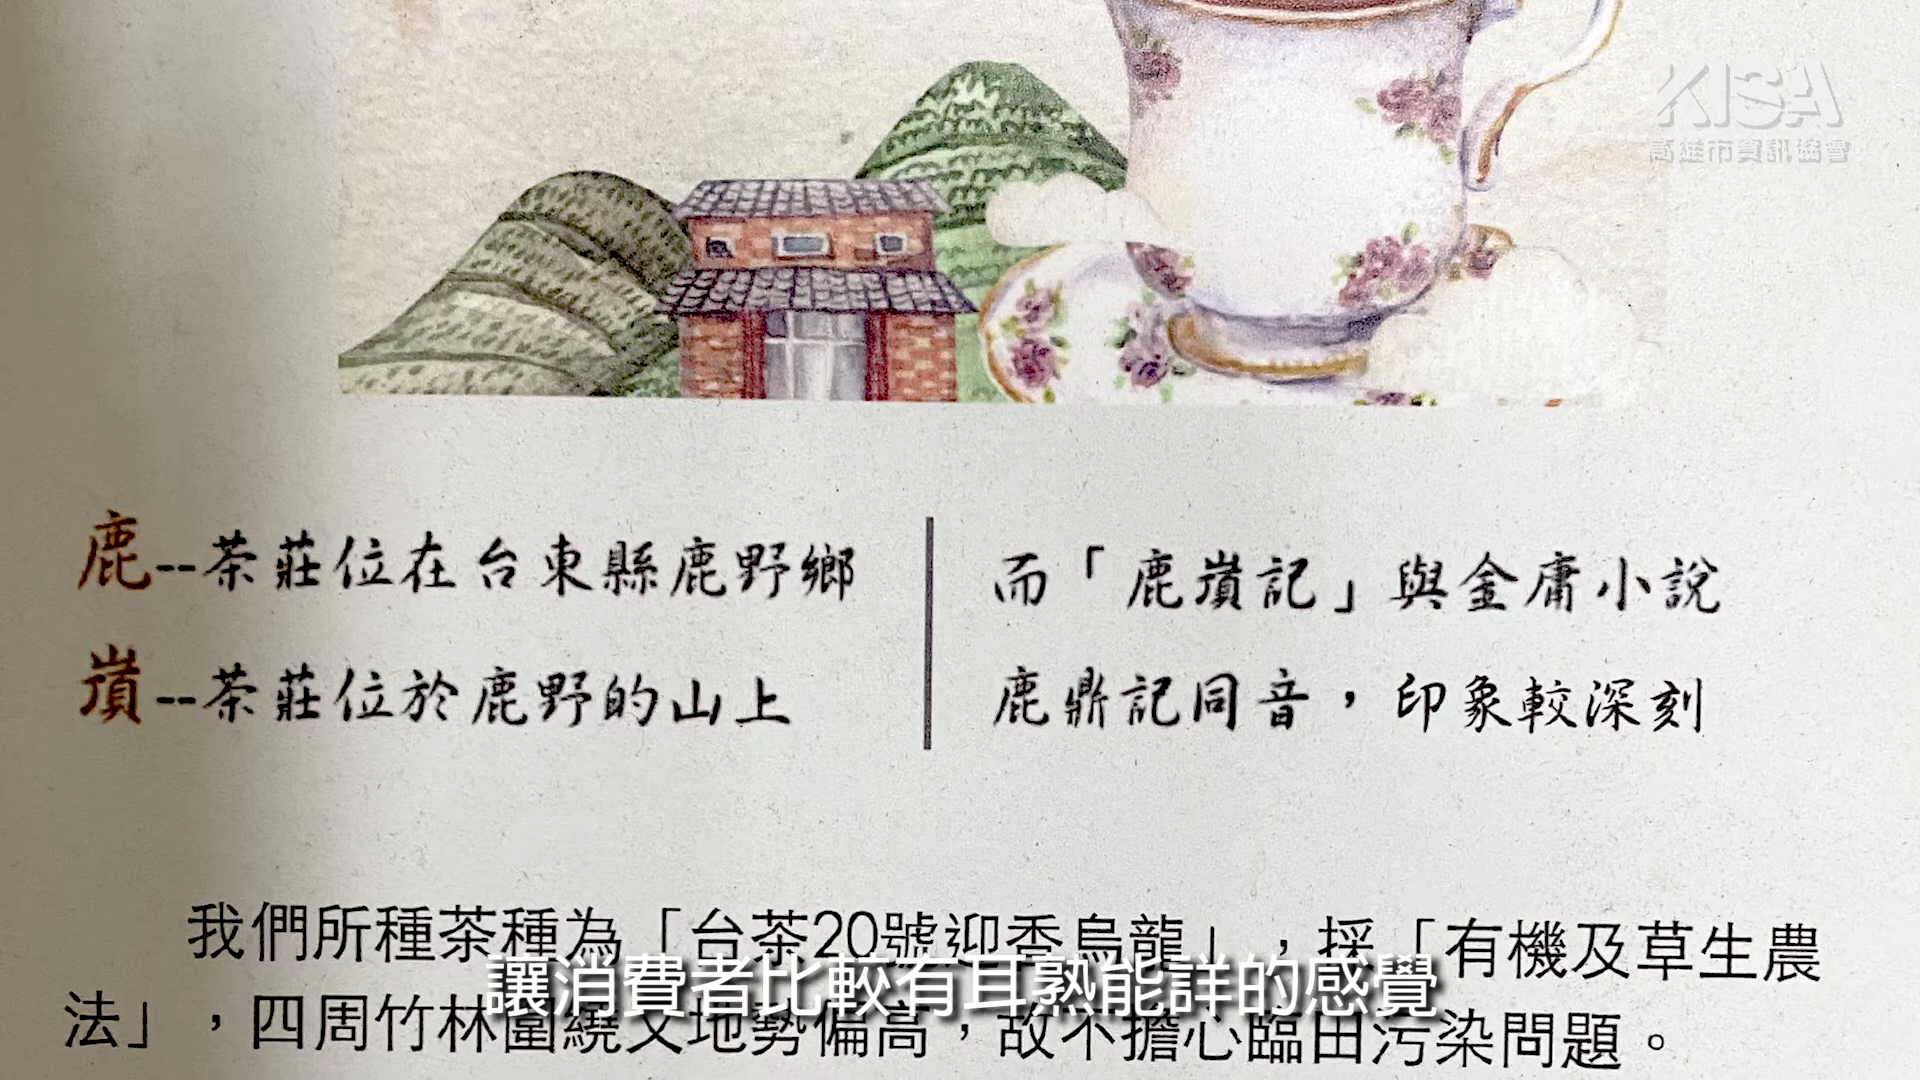 KISA
高雄市資訊協會
鹿--茶莊位在台東縣鹿野鄉
嵿--茶莊位於鹿野的山上
而「鹿嵿記」與金庸小說
鹿鼎記同音，印象較深刻
我們所種茶種為「台茶20號迎香烏龍」，採「有機及草生農
法」，四周竹林圍繞又地勢偏高，故不擔心臨田污染問題。
讓消費者比較有耳熟能詳的感覺